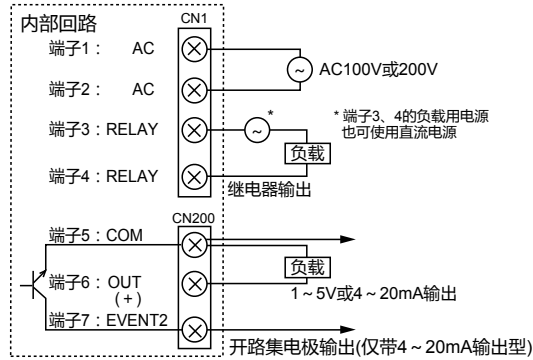 内部回路
CN1
端子1： AC
~
AC100V或200V
端子2： AC
端子3：RELAY
~
*
* 端子3、4的负载用电源
也可使用直流电源
负载
端子4：RELAY
继电器输出
CN200
端子5：COM
负载
端子6：OUT
(＋)
1～5V或4～20mA输出
端子7：EVENT2
开路集电极输出(仅带4～20mA输出型)